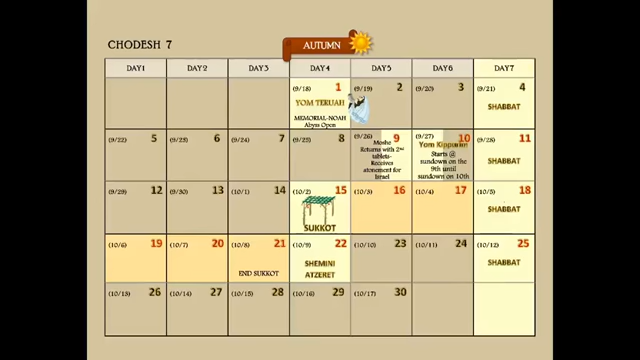 CHODESH 7
AUTUMN
DAY1 DAY2 DAY3 DAY4 DAY5 DAY6 DAY7
(9/18) 1 (9/19) 2 (9/20) 3 (9/21) 4
YOM TERUAH
MEMORIAL-NOAH
Abyss Open
SHABBAT
(9/22) 5 (9/23) 6 (9/24) 7 (9/25) 8 (9/26) 9 (9/27) 10 (9/28) 11
Moshe
Returns with 2nd
tablets-
Receives
atonement for
Israel
Yom Kippurim
Starts @
sundown on the
9th until
sundown on 10th
SHABBAT
(9/29) 12 (9/30) 13 (10/1) 14 (10/2) 15 (10/3) 16 (10/4) 17 (10/5) 18
SUKKOT
SHABBAT
(10/6) 19 (10/7) 20 (10/8) 21 (10/9) 22 (10/10) 23 (10/11) 24 (10/12) 25
END SUKKOT
SHEMINI
ATZERET
SHABBAT
(10/13) 26 (10/14) 27 (10/15) 28 (10/16) 29 (10/17) 30